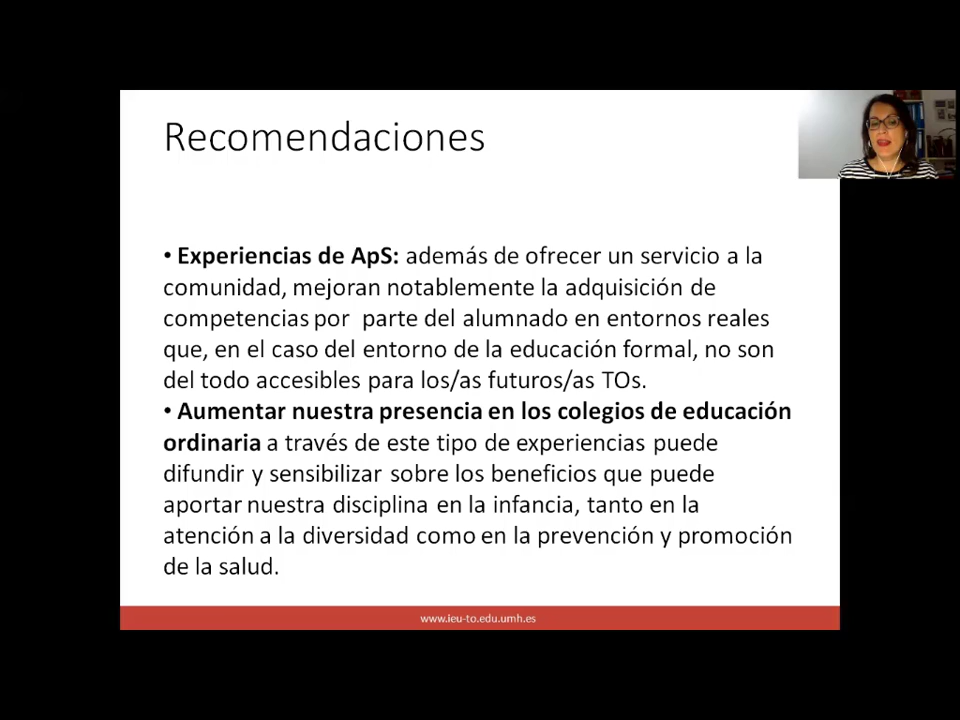 Recomendaciones
• Experiencias de ApS: además de ofrecer un servicio a la
comunidad, mejoran notablemente la adquisición de
competencias por parte del alumnado en entornos reales
que, en el caso del entorno de la educación formal, no son
del todo accesibles para los/as futuros/as TOs.
• Aumentar nuestra presencia en los colegios de educación
ordinaria a través de este tipo de experiencias puede
difundir y sensibilizar sobre los beneficios que puede
aportar nuestra disciplina en la infancia, tanto en la
atención a la diversidad como en la prevención y promoción
de la salud.
www.ieu-to.edu.umh.es